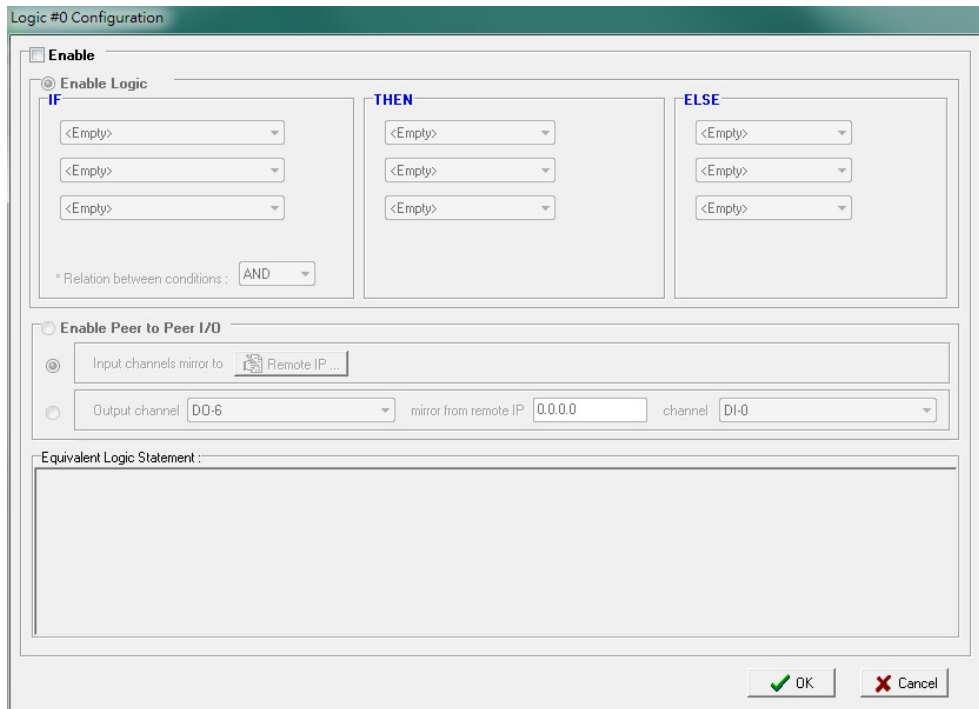 Logic #0 Configuration
Enable
Enable Logic
IF
THEN
ELSE
<Empty>
<Empty>
<Empty>
<Empty>
<Empty>
<Empty>
<Empty>
<Empty>
<Empty>
* Relation between conditions : AND
Enable Peer to Peer I/O
Input channels mirror to Remote IP ...
Output channel DO-6 mirror from remote IP 0.0.0.0 channel DI-0
Equivalent Logic Statement :
OK Cancel